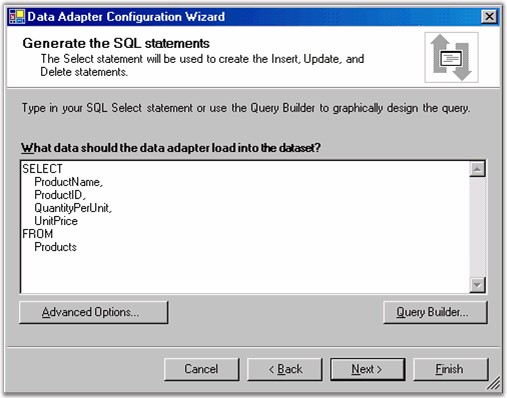 Data Adapter Configuration Wizard
Generate the SQL statements
The Select statement will be used to create the Insert, Update, and
Delete statements.
Type in your SQL Select statement or use the Query Builder to graphically design the query.
What data should the data adapter load into the dataset?
SELECT
ProductName,
ProductID,
QuantityPerUnit,
UnitPrice
FROM
Products
Advanced Options...
Query Builder...
Cancel
< Back
Next >
Finish